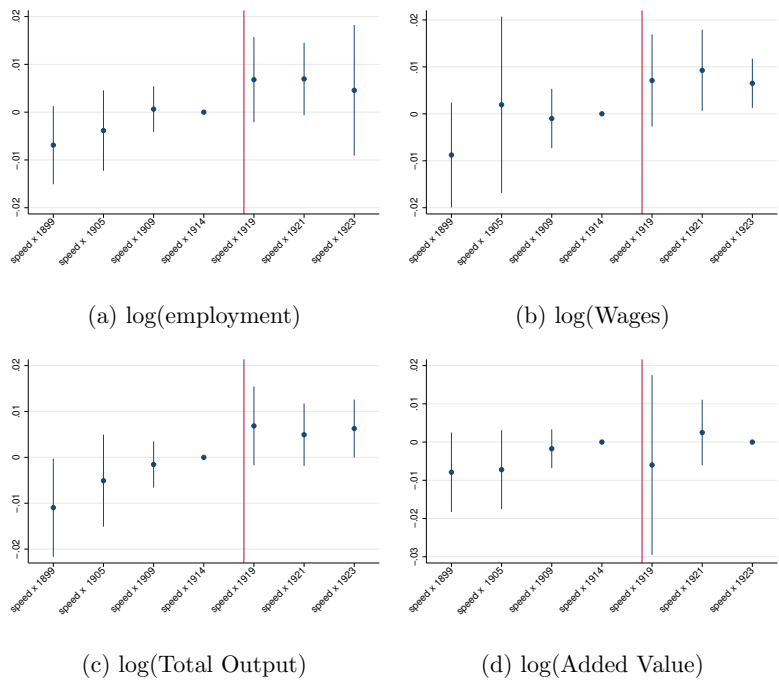 .02
.01
0
-.01
-.02
speed x 1899
speed x 1905
speed x 1909
speed x 1914
speed x 1919
speed x 1921
speed x 1923
(a) log(employment)
.02
.01
0
-.01
-.02
speed x 1899
speed x 1905
speed x 1909
speed x 1914
speed x 1919
speed x 1921
speed x 1923
(b) log(Wages)
.02
.01
0
-.01
-.02
speed x 1899
speed x 1905
speed x 1909
speed x 1914
speed x 1919
speed x 1921
speed x 1923
(c) log(Total Output)
.02
.01
0
-.01
-.02
-.03
speed x 1899
speed x 1905
speed x 1909
speed x 1914
speed x 1919
speed x 1921
speed x 1923
(d) log(Added Value)